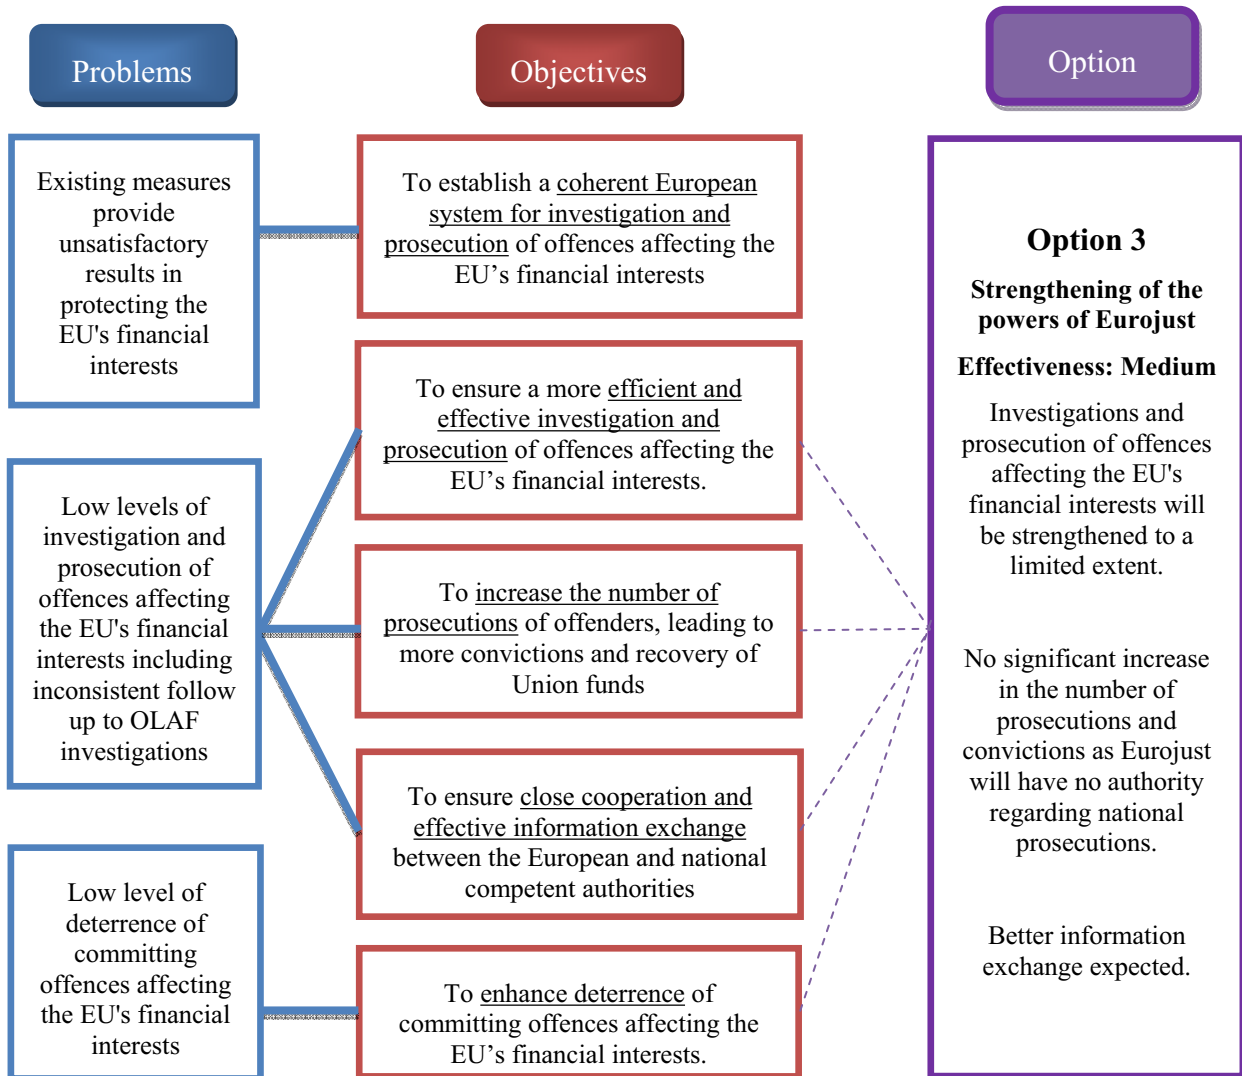 Problems
Objectives
Option
Existing measures
provide
unsatisfactory
results in
protecting the
EU's financial
interests
Low levels of
investigation and
prosecution of
offences affecting
the EU's financial
interests including
inconsistent follow
up to OLAF
investigations
Low level of
deterrence of
committing
offences affecting
the EU's financial
interests
To establish a coherent European
system for investigation and
prosecution of offences affecting the
EU’s financial interests
To ensure a more efficient and
effective investigation and
prosecution of offences affecting the
EU’s financial interests.
To increase the number of
prosecutions of offenders, leading to
more convictions and recovery of
Union funds
To ensure close cooperation and
effective information exchange
between the European and national
competent authorities
To enhance deterrence of
committing offences affecting the
EU’s financial interests.
Option 3
Strengthening of the
powers of Eurojust
Effectiveness: Medium
Investigations and
prosecution of offences
affecting the EU's
financial interests will
be strengthened to a
limited extent.
No significant increase
in the number of
prosecutions and
convictions as Eurojust
will have no authority
regarding national
prosecutions.
Better information
exchange expected.